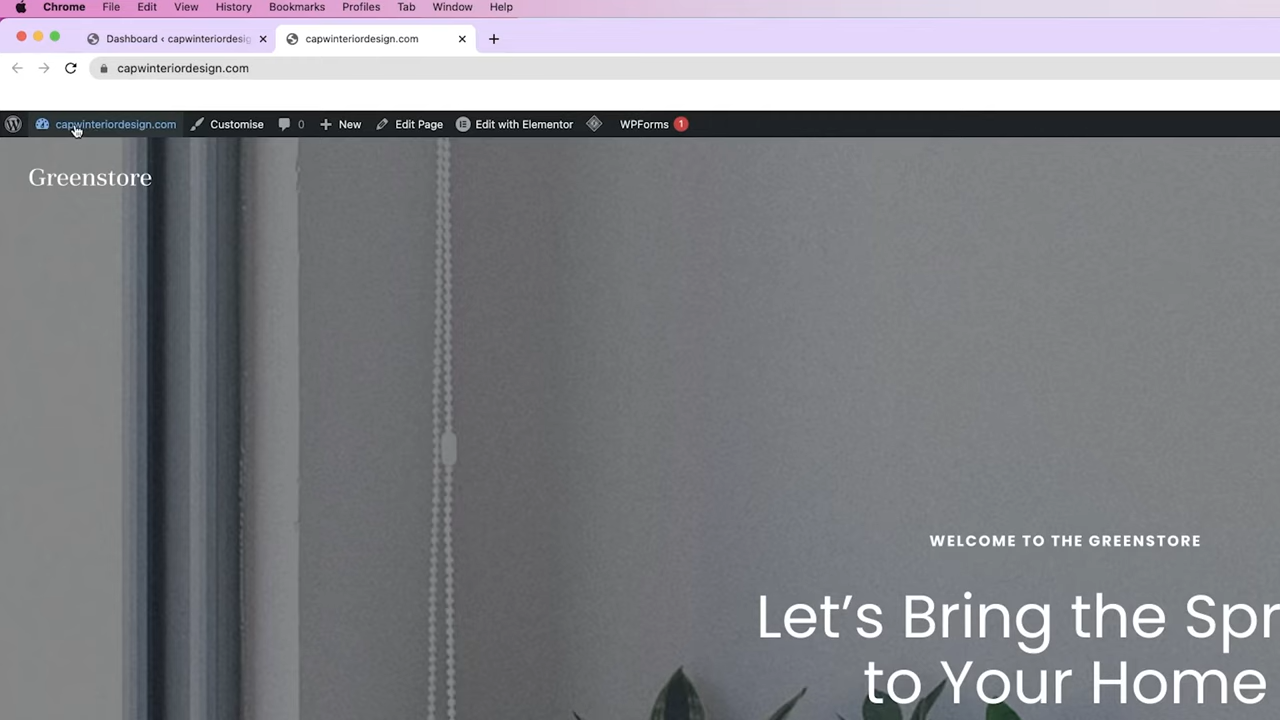 Chrome File Edit View History Bookmarks Profiles Tab Window Help
Dashboard ‹ capwinteriordesig capwinteriordesign.com
capwinteriordesign.com
capwinteriordesign.com Customise 0 New Edit Page Edit with Elementor WPForms 1
Greenstore
WELCOME TO THE GREENSTORE
Let’s Bring the Spr
to Your Home